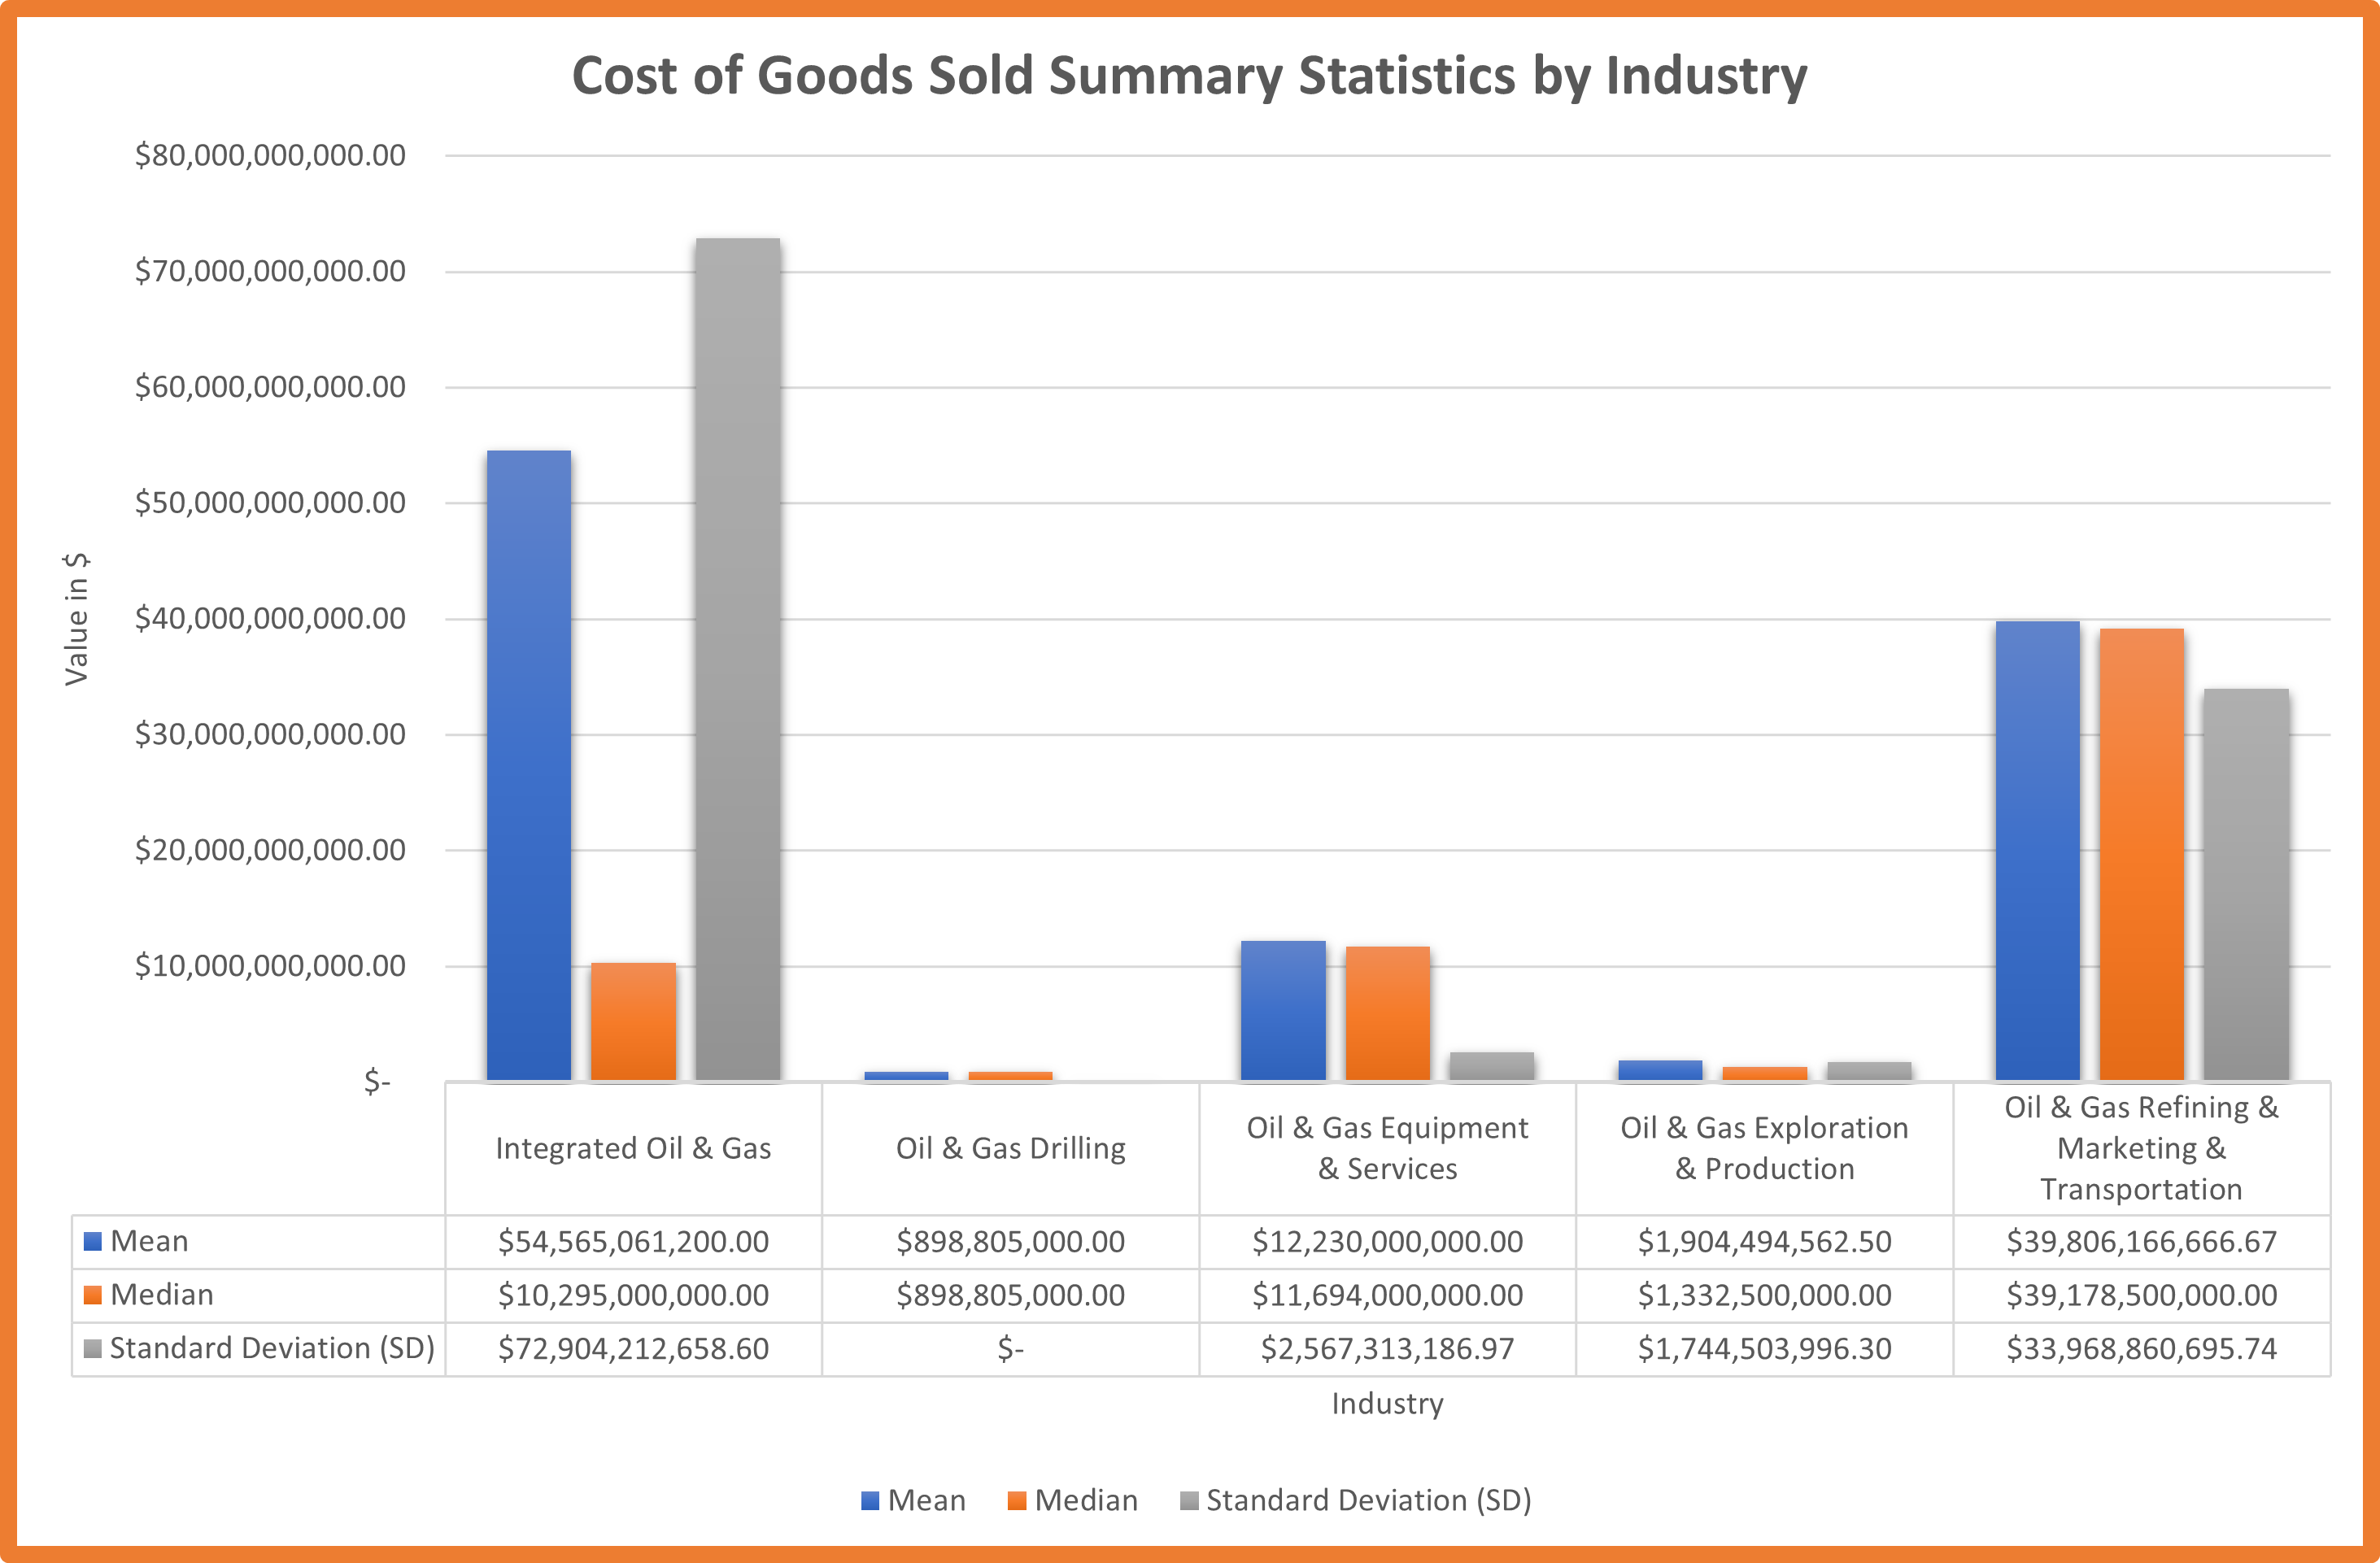 Cost of Goods Sold Summary Statistics by Industry
$80,000,000,000.00
$70,000,000,000.00
$60,000,000,000.00
$50,000,000,000.00
$40,000,000,000.00
$30,000,000,000.00
$20,000,000,000.00
$10,000,000,000.00
$-
Value in $
Integrated Oil & Gas
Oil & Gas Drilling
Oil & Gas Equipment
& Services
Oil & Gas Exploration
& Production
Oil & Gas Refining &
Marketing &
Transportation
Mean $54,565,061,200.00 $898,805,000.00 $12,230,000,000.00 $1,904,494,562.50 $39,806,166,666.67
Median $10,295,000,000.00 $898,805,000.00 $11,694,000,000.00 $1,332,500,000.00 $39,178,500,000.00
Standard Deviation (SD) $72,904,212,658.60 $- $2,567,313,186.97 $1,744,503,996.30 $33,968,860,695.74
Industry
Mean Median Standard Deviation (SD)